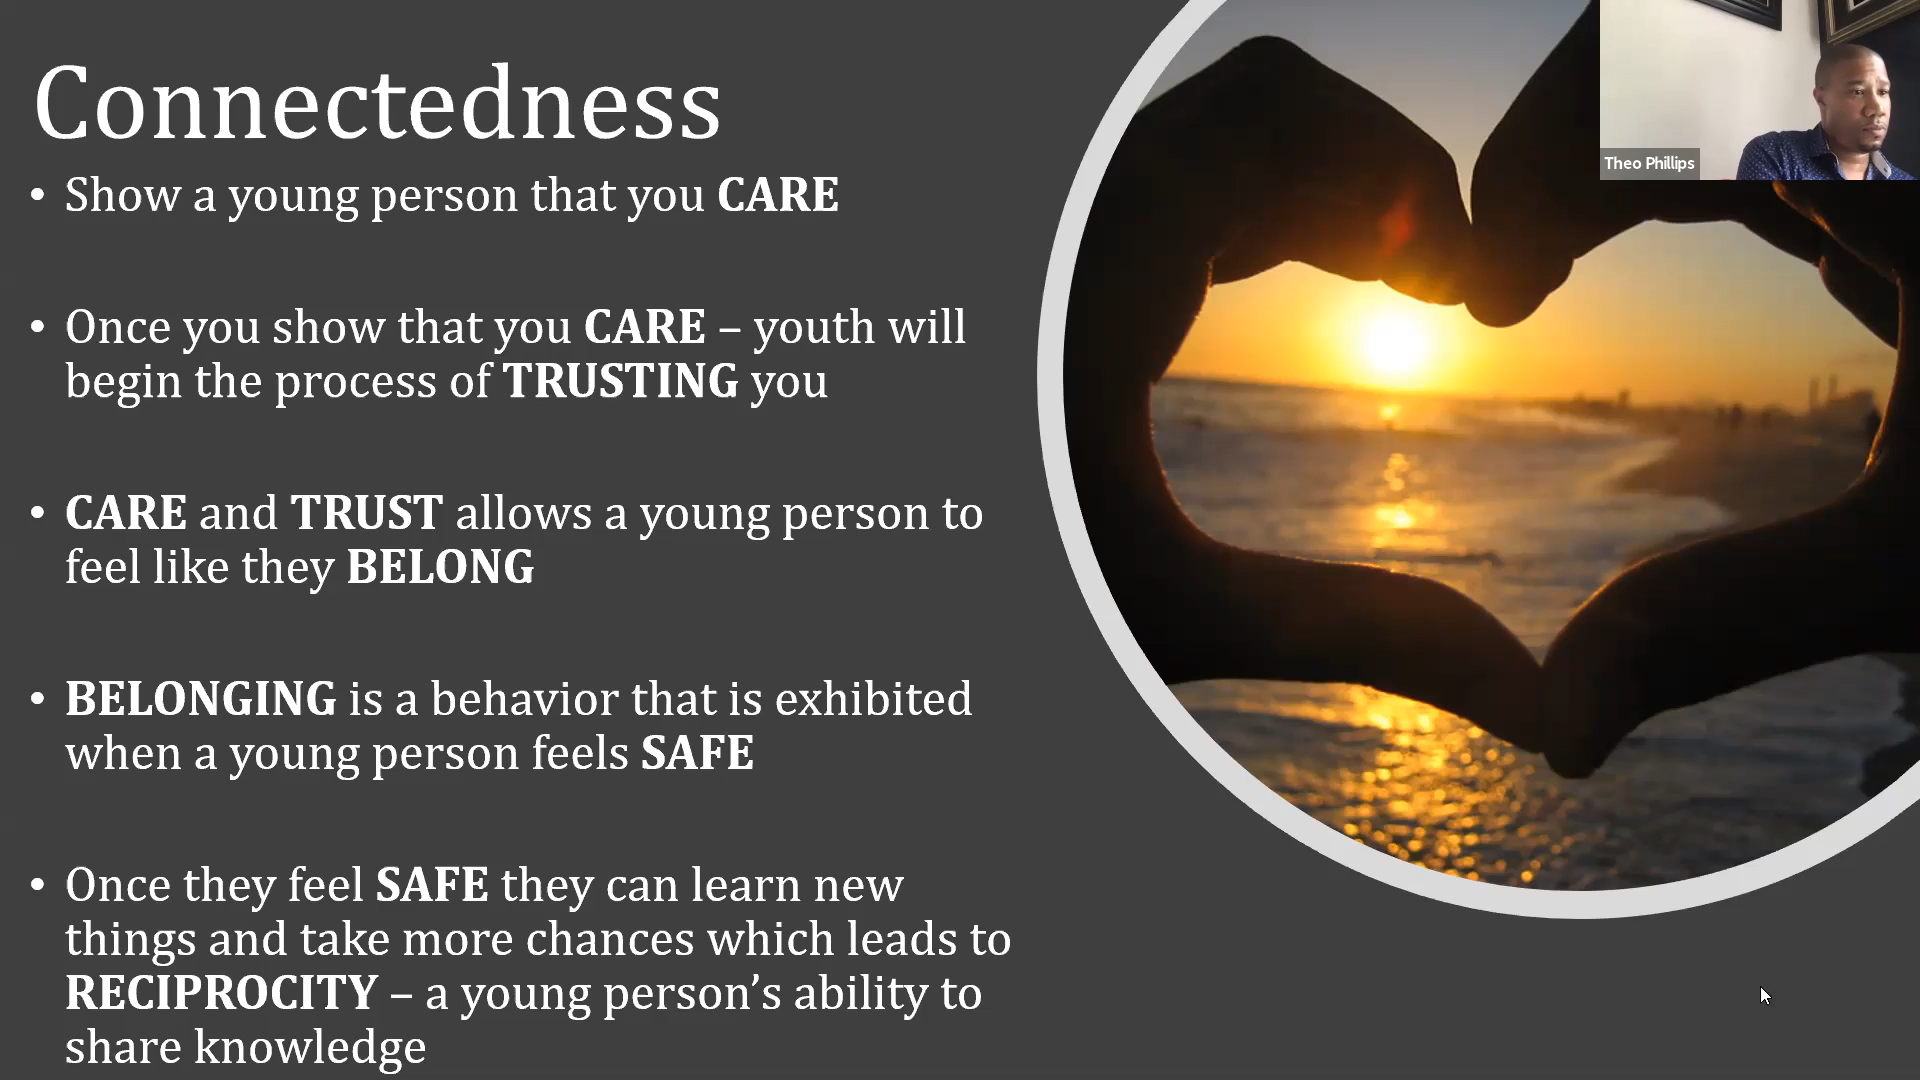 Connectedness
• Show a young person that you CARE
• Once you show that you CARE – youth will
begin the process of TRUSTING you
• CARE and TRUST allows a young person to
feel like they BELONG
• BELONGING is a behavior that is exhibited
when a young person feels SAFE
• Once they feel SAFE they can learn new
things and take more chances which leads to
RECIPROCITY – a young person’s ability to
share knowledge
Theo Phillips